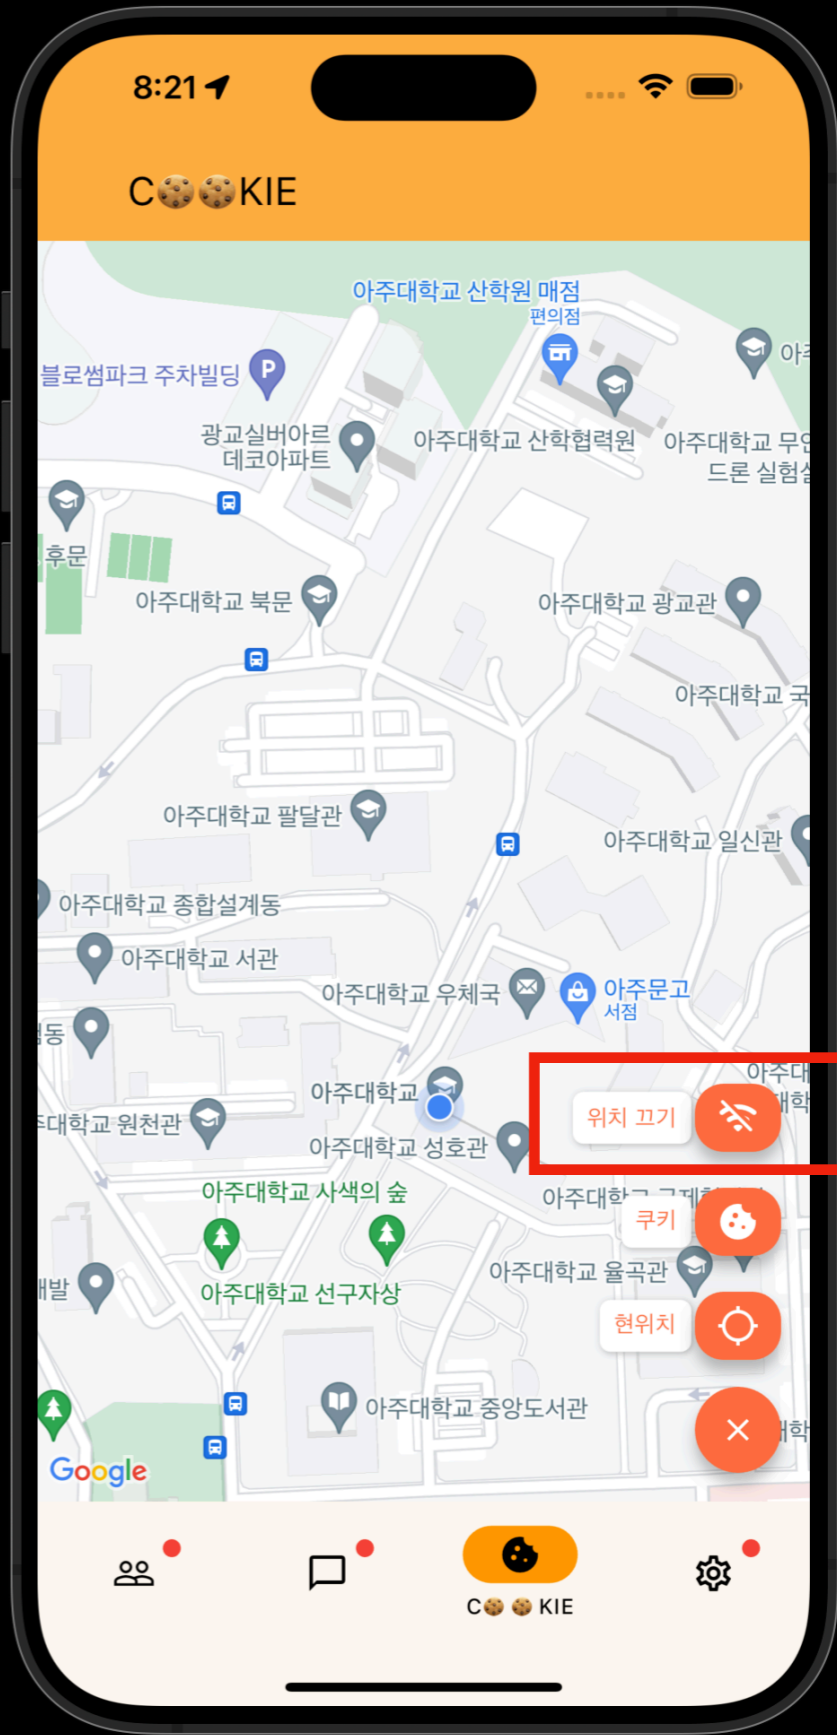 8:21
C🍪🍪KIE
아주대학교 산학원 매점
편의점
블로썸파크 주차빌딩
P
광교실버아르
데코아파트
아주대학교 산학협력원
아주대학교 무인
드론 실험실
후문
아주대학교 북문
아주대학교 광교관
아주대학교 국
아주대학교 팔달관
아주대학교 일신관
아주대학교 종합설계동
아주대학교 서관
아주대학교 우체국
아주문고
서점
동
아주대학교
위치 끄기
대학교 원천관
아주대학교 성호관
아주대학교 사색의 숲
쿠키
아주대학교 율곡관
개발
아주대학교 선구자상
현위치
아주대학교 중앙도서관
Google
C🍪🍪KIE